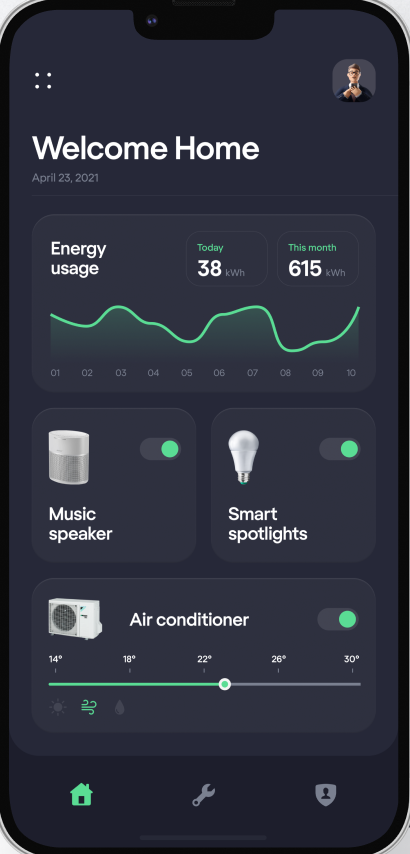 Welcome Home
April 23, 2021
Energy
usage
Today
38 kWh
This month
615 kWh
01 02 03 04 05 06 07 08 09 10
Music
speaker
Smart
spotlights
Air conditioner
14° 18° 22° 26° 30°